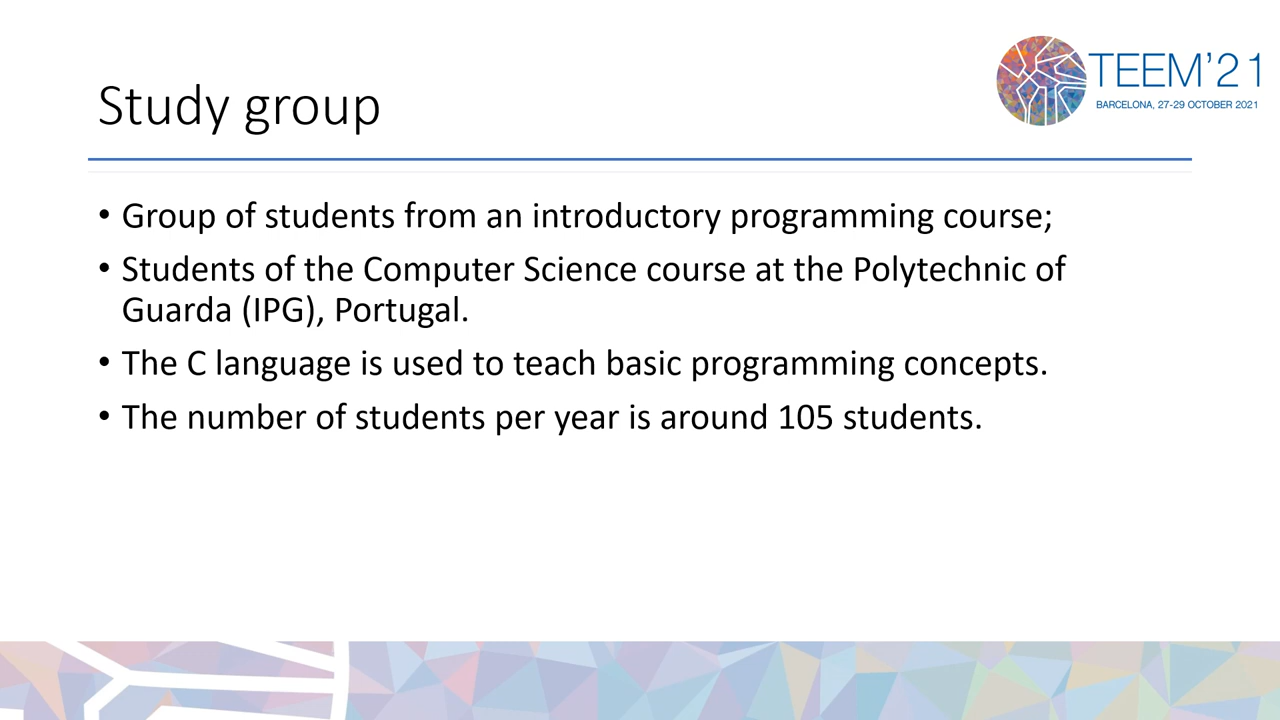 TEEM’21
BARCELONA, 27-29 OCTOBER 2021
Study group
• Group of students from an introductory programming course;
• Students of the Computer Science course at the Polytechnic of
Guarda (IPG), Portugal.
• The C language is used to teach basic programming concepts.
• The number of students per year is around 105 students.